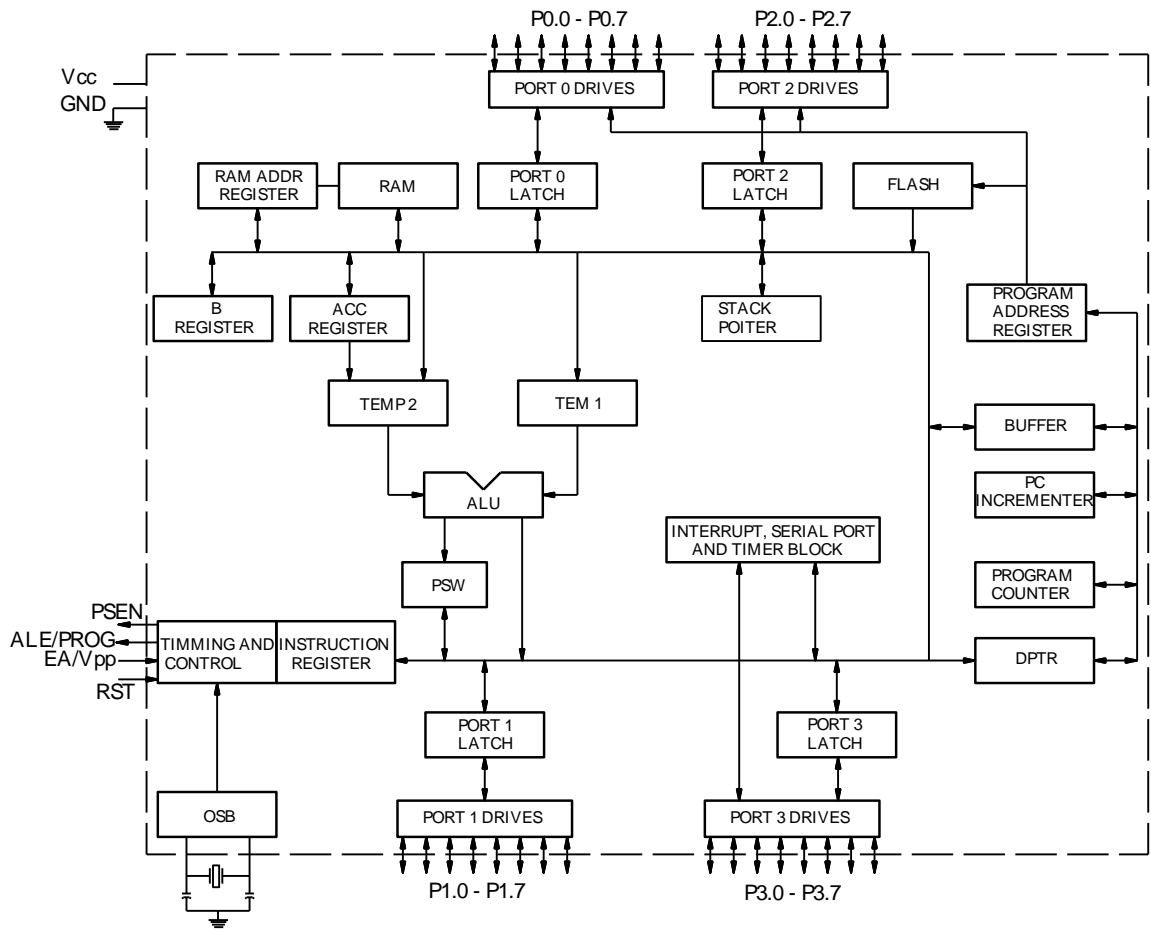 P0.0 - P0.7
P2.0 - P2.7
Vcc
GND
PORT 0 DRIVES
PORT 2 DRIVES
RAM ADDR
REGISTER
RAM
PORT 0
LATCH
PORT 2
LATCH
FLASH
B
REGISTER
ACC
REGISTER
STACK
POITER
PROGRAM
ADDRESS
REGISTER
TEMP 2
TEM 1
BUFFER
ALU
PC
INCREMENTER
INTERRUPT, SERIAL PORT
AND TIMER BLOCK
PSW
PROGRAM
COUNTER
PSEN
ALE/PROG
EA/Vpp
RST
TIMMING AND
CONTROL
INSTRUCTION
REGISTER
DPTR
PORT 1
LATCH
PORT 3
LATCH
OSB
PORT 1 DRIVES
PORT 3 DRIVES
P1.0 - P1.7
P3.0 - P3.7